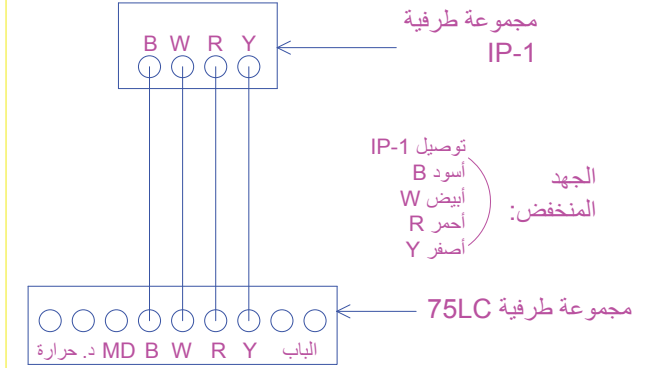 مجموعة طرفية
IP-1
B W R Y
توصيل IP-1
أسود B
أبيض W
أحمر R
أصفر Y
الجهد
المنخفض:
مجموعة طرفية 75LC
د. حرارة MD B W R Y الباب